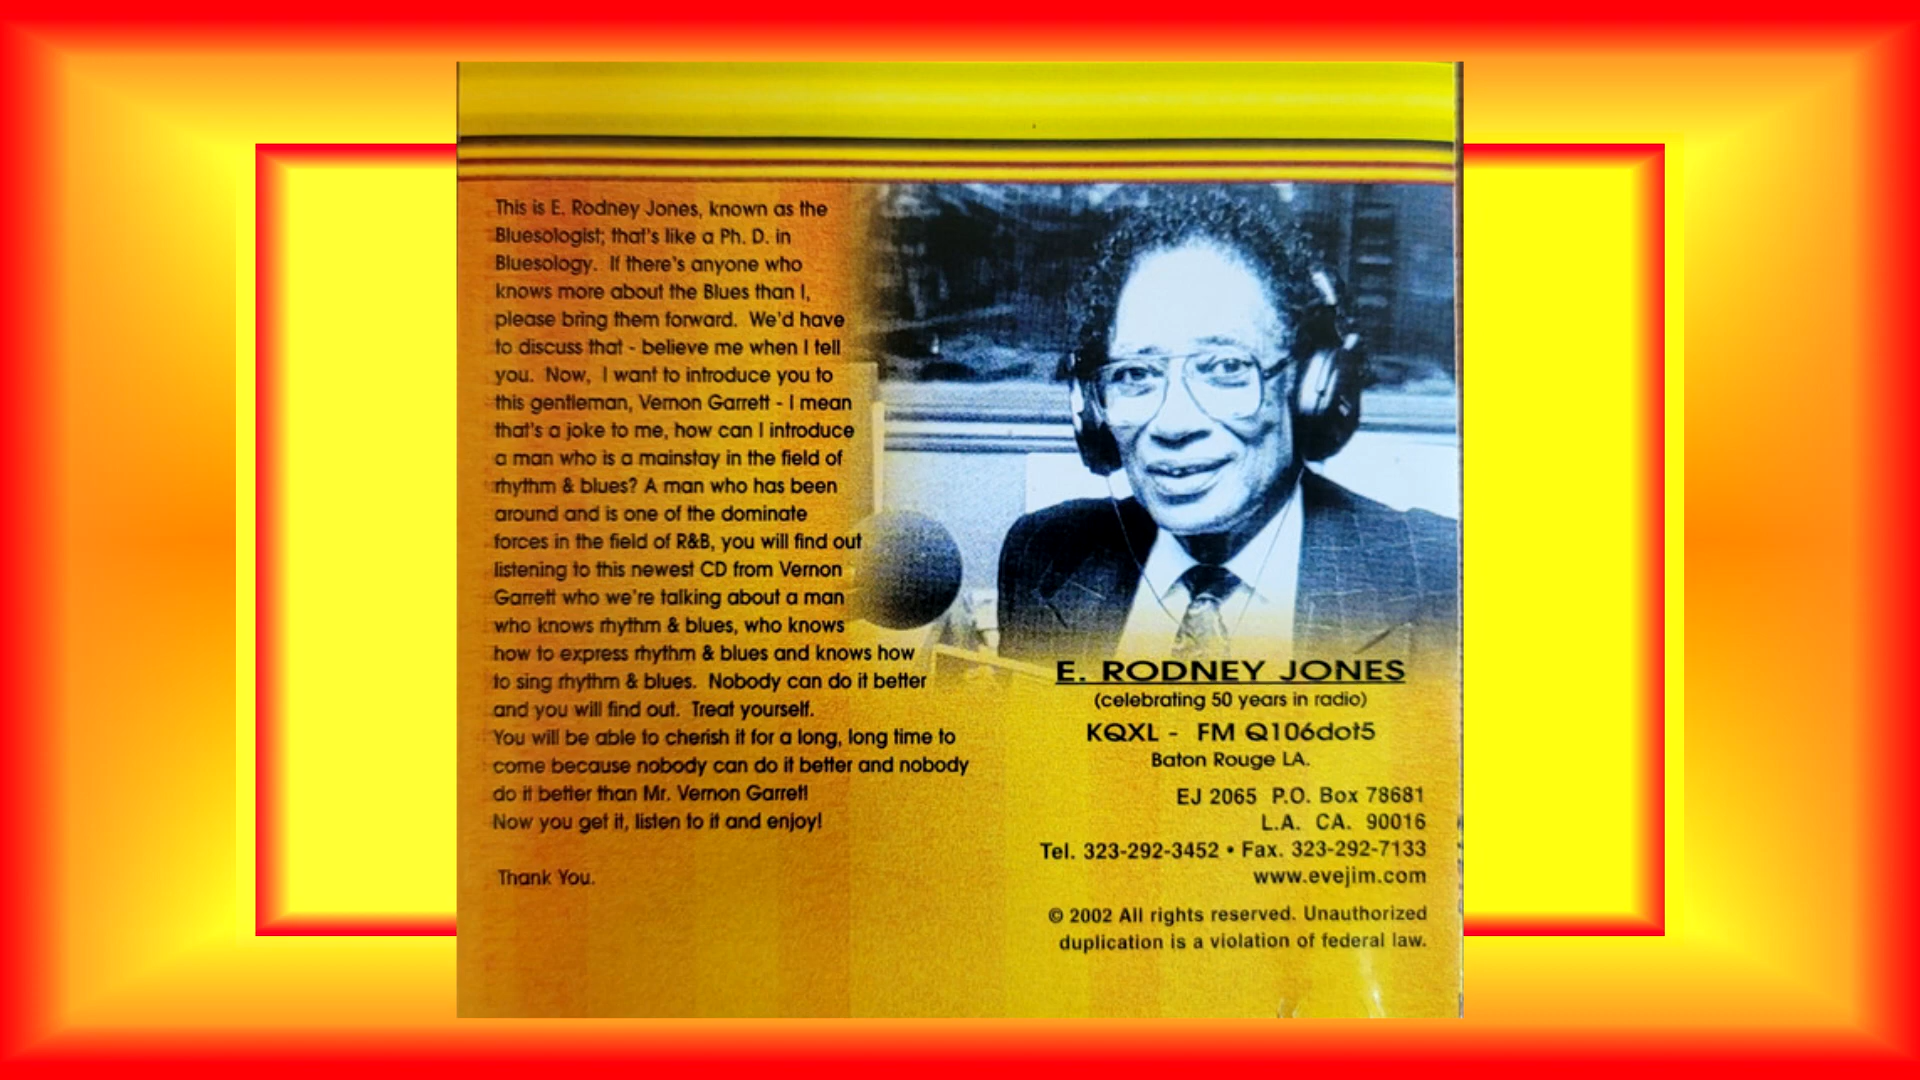 This is E. Rodney Jones, known as the
Bluesologist; that's like a Ph. D. in
Bluesology. If there's anyone who
knows more about the Blues than I,
please bring them forward. We'd have
to discuss that - believe me when I tell
you. Now, I want to introduce you to
this gentleman, Vernon Garrett - I mean
that's a joke to me, how can I introduce
a man who is a mainstay in the field of
rhythm & blues? A man who has been
around and is one of the dominate
forces in the field of R&B, you will find out
listening to this newest CD from Vernon
Garrett who we're talking about a man
who knows rhythm & blues, who knows
how to express rhythm & blues and knows how
to sing rhythm & blues. Nobody can do it better
and you will find out. Treat yourself.
You will be able to cherish it for a long, long time to
come because nobody can do it better and nobody
do it better than Mr. Vernon Garrett!
Now you get it, listen to it and enjoy!
Thank You.
E. RODNEY JONES
(celebrating 50 years in radio)
KQXL - FM Q106dot5
Baton Rouge LA.
EJ 2065 P.O. Box 78681
L.A. CA. 90016
Tel. 323-292-3452 • Fax. 323-292-7133
www.evejim.com
© 2002 All rights reserved. Unauthorized
duplication is a violation of federal law.